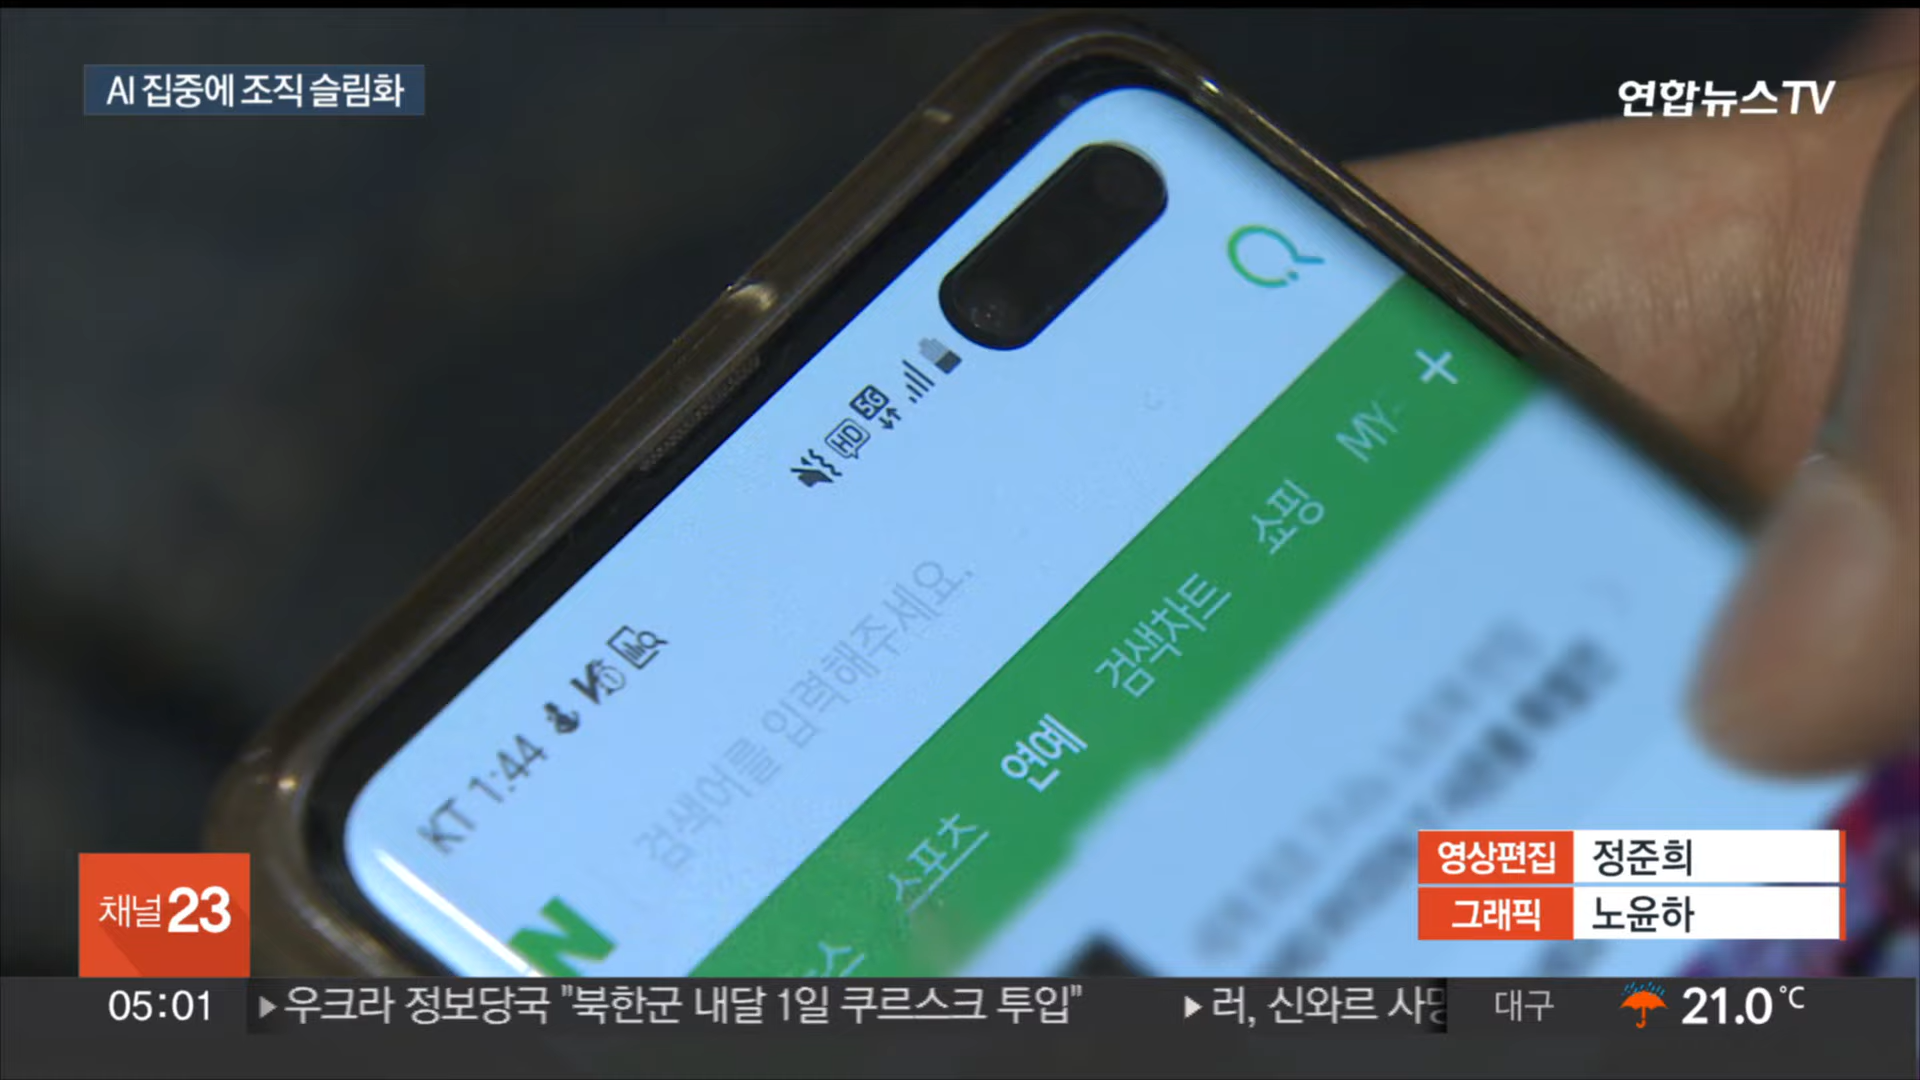 AI 집중에 조직 슬림화
연합뉴스TV
KT 1:44
HD
5G
검색어를 입력해주세요.
N
스포츠
연예
검색차트
쇼핑
MY
+
영상편집 정준희
그래픽 노윤하
채널 23
05:01
▶우크라 정보당국 "북한군 내달 1일 쿠르스크 투입"
▶러, 신와르
대구 21.0℃